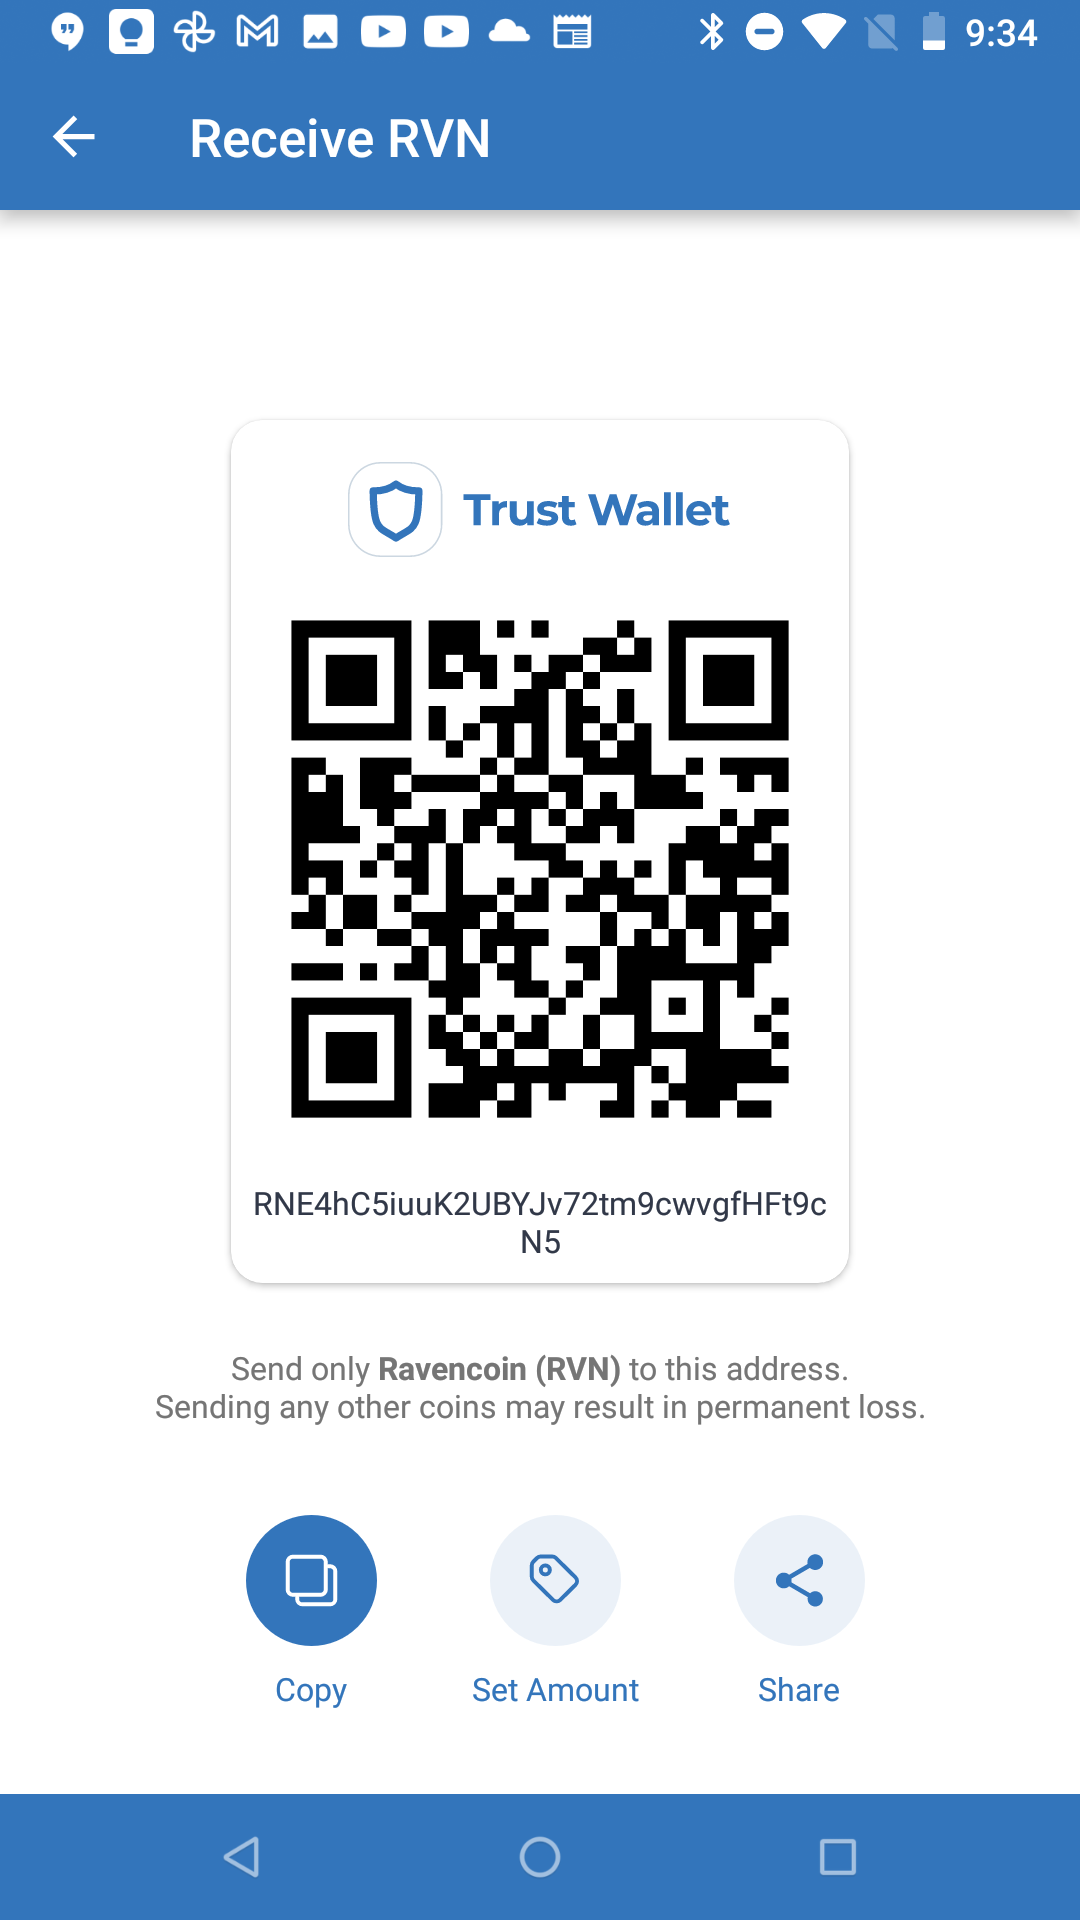 9:34
Receive RVN
Trust Wallet
RNE4hC5iuuK2UBYJv72tm9cwvgfHFt9c
N5
Send only Ravencoin (RVN) to this address.
Sending any other coins may result in permanent loss.
Copy Set Amount Share